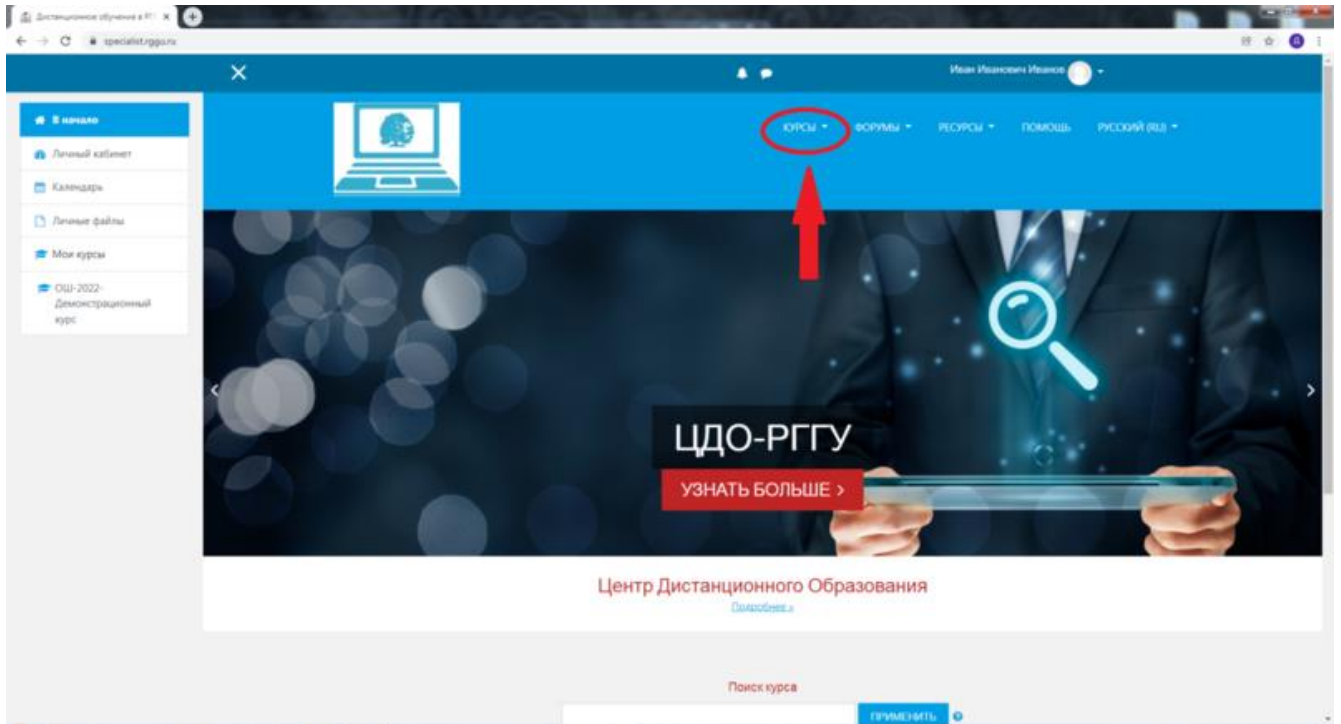 Дистанционное обучение в РГГ
specialist.rggu.ru
Иван Иванович Иванов
КУРСЫ
ФОРУМЫ
РЕСУРСЫ
ПОМОЩЬ
РУССКИЙ (RU)
В начало
Личный кабинет
Календарь
Личные файлы
Мои курсы
ОШ-2022-
Демонстрационный
курс
ЦДО-РГГУ
УЗНАТЬ БОЛЬШЕ >
Центр Дистанционного Образования
Подробнее »
Поиск курса
ПРИМЕНИТЬ